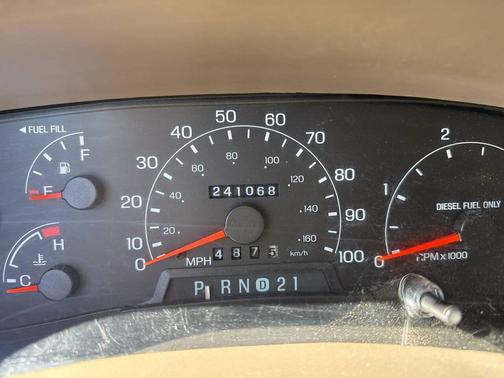 ◄ FUEL FILL
F
E
H
C
0
10
20
30
40
50
60
70
80
90
100
20
40
60
80
100
120
140
160
km/h
241068
MPH
4875
P R N D 2 1
0
1
2
DIESEL FUEL ONLY
RPM x 1000